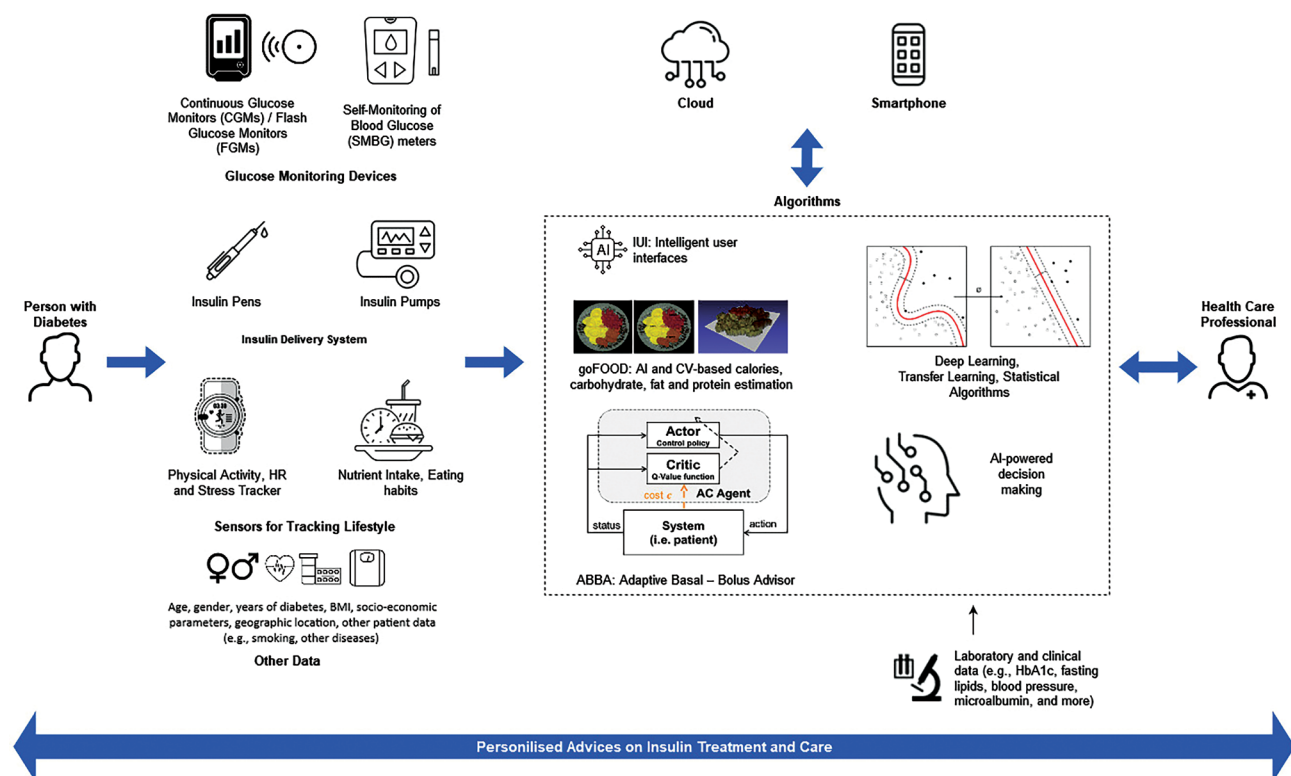 Continuous Glucose
Monitors (CGMs) / Flash
Glucose Monitors
(FGMs)
Self-Monitoring of
Blood Glucose
(SMBG) meters
Glucose Monitoring Devices
Cloud
Smartphone
Insulin Pens
Insulin Pumps
Insulin Delivery System
Person with
Diabetes
03:10
Physical Activity, HR
and Stress Tracker
Nutrient Intake, Eating
habits
Sensors for Tracking Lifestyle
Age, gender, years of diabetes, BMI, socio-economic
parameters, geographic location, other patient data
(e.g., smoking, other diseases)
Other Data
Algorithms
AI
IUI: Intelligent user
interfaces
goFOOD: AI and CV-based calories,
carbohydrate, fat and protein estimation
Actor
Control policy
Critic
Q-Value function
cost c
AC Agent
status
System
(i.e. patient)
action
ABBA: Adaptive Basal – Bolus Advisor
ø
Deep Learning,
Transfer Learning, Statistical
Algorithms
AI-powered
decision
making
Health Care
Professional
Laboratory and clinical
data (e.g., HbA1c, fasting
lipids, blood pressure,
microalbumin, and more)
Personilised Advices on Insulin Treatment and Care